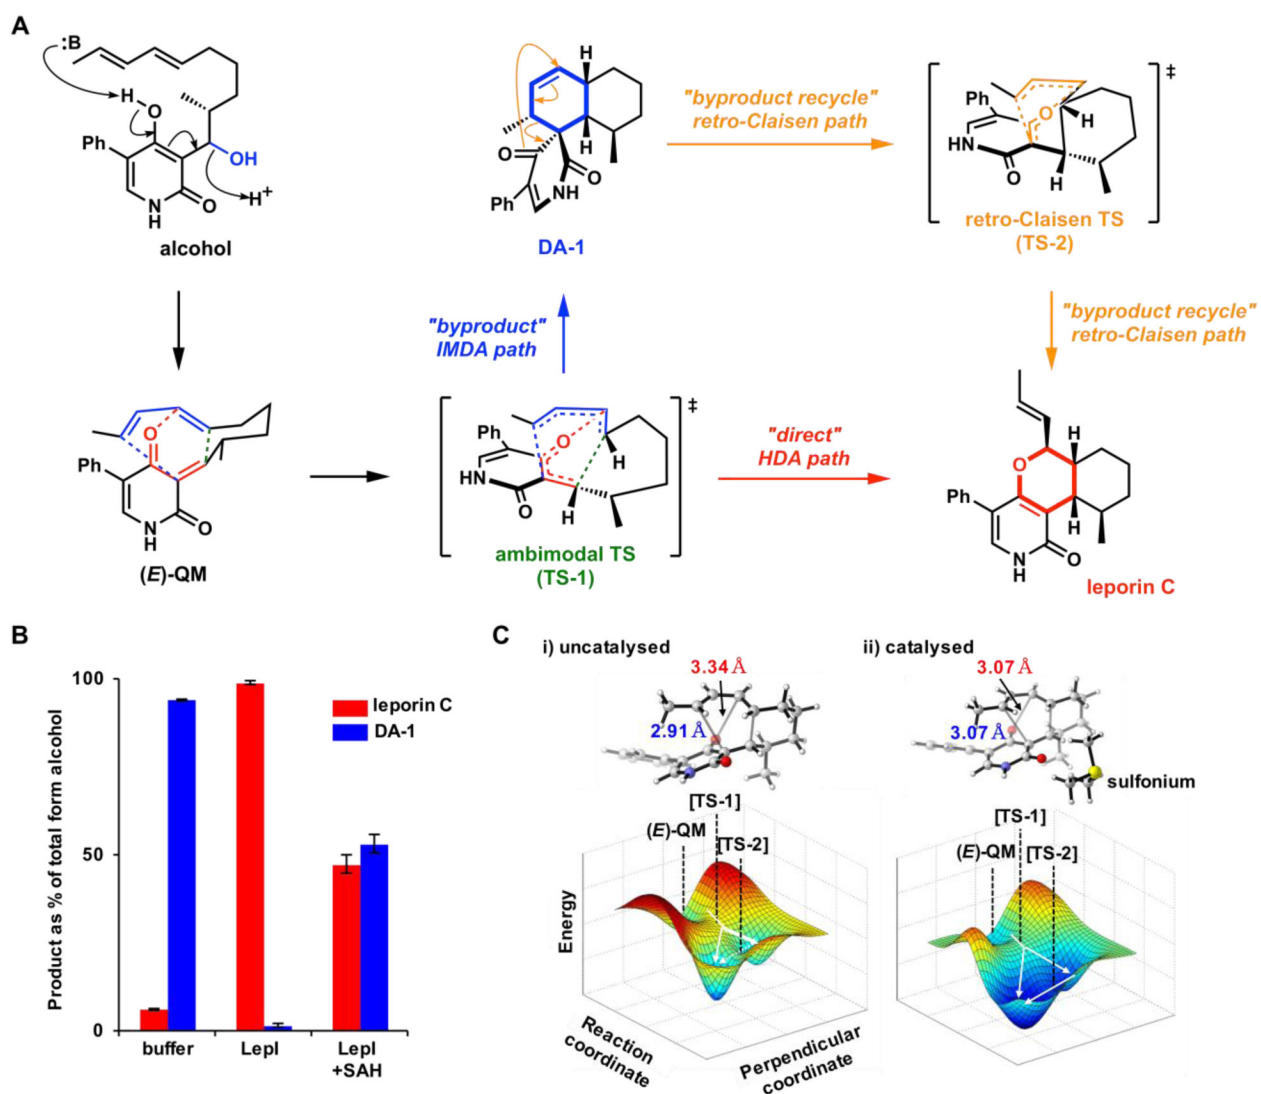 A
:B
H
O
Ph
OH
H+
N
H
O
alcohol
H
H
O
O
NH
Ph
DA-1
"byproduct recycle"
retro-Claisen path
‡
Ph
O
H
HN
O
H
retro-Claisen TS
(TS-2)
"byproduct"
IMDA path
"byproduct recycle"
retro-Claisen path
O
Ph
O
N
H
(E)-QM
‡
Ph
O
H
HN
O
H
ambimodal TS
(TS-1)
"direct"
HDA path
H
O
Ph
H
O
N
H
leporin C
B
Product as % of total form alcohol
100
50
0
leporin C
DA-1
buffer
LepI
LepI
+SAH
C
i) uncatalysed
3.34 Å
2.91 Å
[TS-1]
(E)-QM
[TS-2]
Energy
Reaction
coordinate
Perpendicular
coordinate
ii) catalysed
3.07 Å
3.07 Å
sulfonium
[TS-1]
(E)-QM
[TS-2]